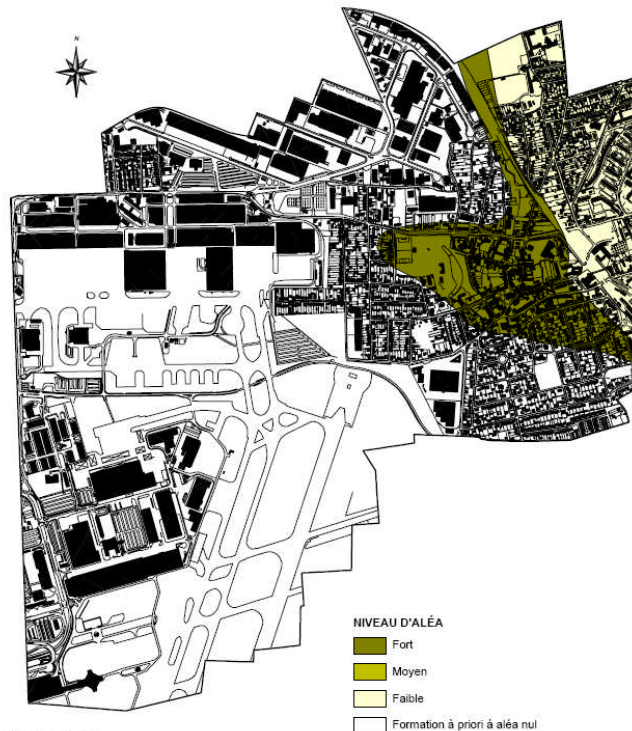 N
NIVEAU D'ALÉA
Fort
Moyen
Faible
Formation à priori à aléa nul